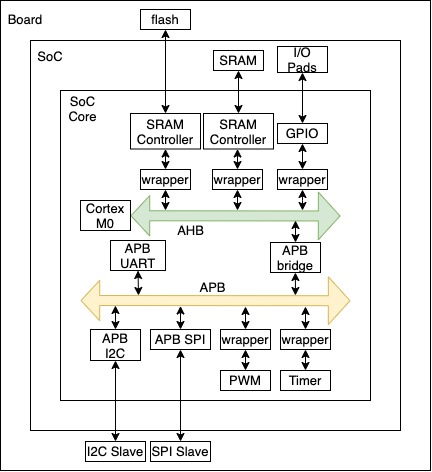 Board
flash
SoC
SRAM
I/O
Pads
SoC
Core
SRAM
Controller
SRAM
Controller
GPIO
wrapper
wrapper
wrapper
Cortex
M0
AHB
APB
UART
APB
bridge
APB
APB
I2C
APB SPI
wrapper
wrapper
PWM
Timer
I2C Slave
SPI Slave